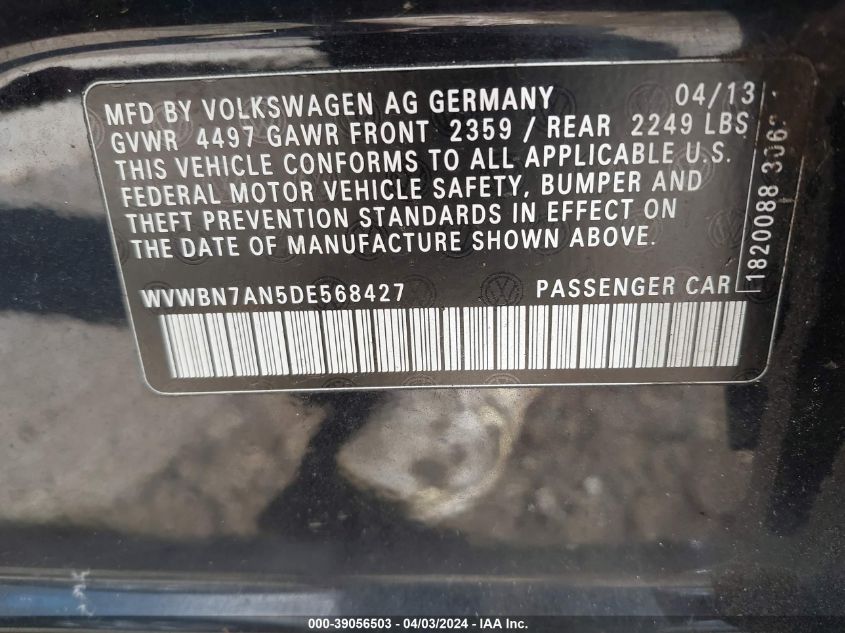 MFD BY VOLKSWAGEN AG GERMANY 04/13
GVWR 4497 GAWR FRONT 2359 / REAR 2249 LBS
THIS VEHICLE CONFORMS TO ALL APPLICABLE U.S.
FEDERAL MOTOR VEHICLE SAFETY, BUMPER AND
THEFT PREVENTION STANDARDS IN EFFECT ON
THE DATE OF MANUFACTURE SHOWN ABOVE.
WVWBN7AN5DE568427 PASSENGER CAR
1820088
000-39056503 - 04/03/2024 - IAA Inc.